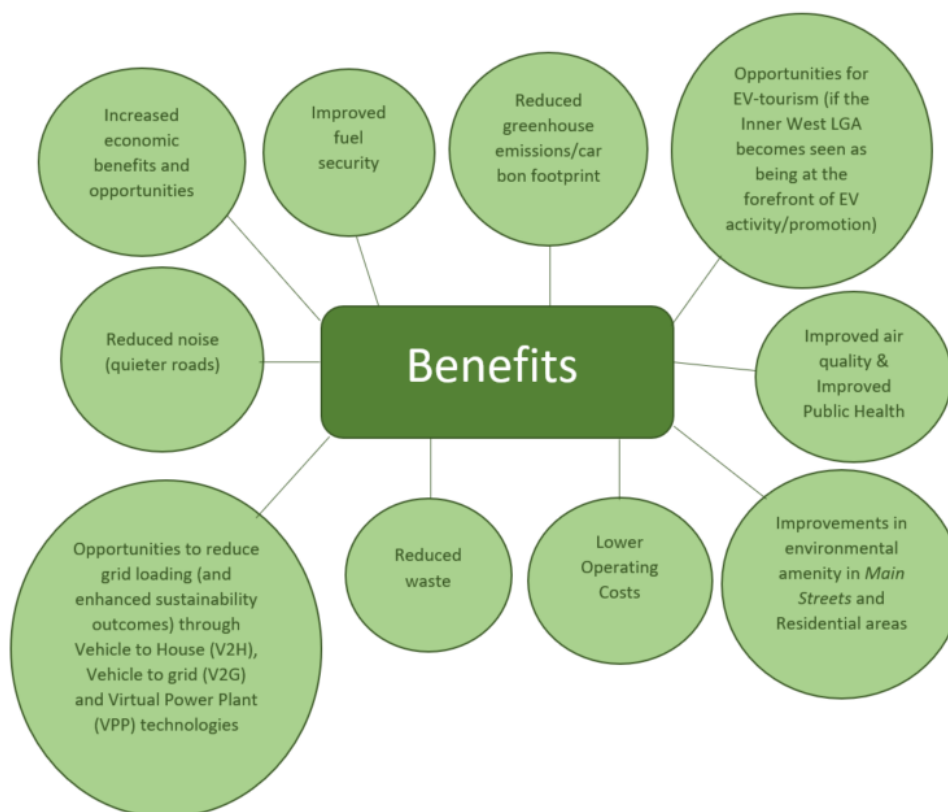 Increased
economic
benefits and
opportunities
Improved
fuel
security
Reduced
greenhouse
emissions/car
bon footprint
Opportunities for
EV-tourism (if the
Inner West LGA
becomes seen as
being at the
forefront of EV
activity/promotion)
Reduced noise
(quieter roads)
Benefits
Improved air
quality &
Improved
Public Health
Opportunities to reduce
grid loading (and
enhanced sustainability
outcomes) through
Vehicle to House (V2H),
Vehicle to grid (V2G)
and Virtual Power Plant
(VPP) technologies
Reduced
waste
Lower
Operating
Costs
Improvements in
environmental
amenity in Main
Streets and
Residential areas